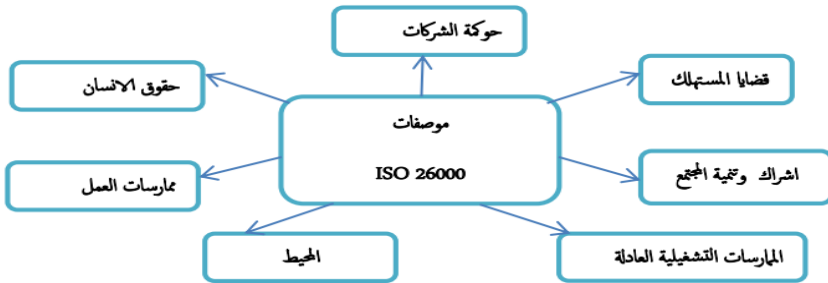 حوكمة الشركات
قضايا المستهلك
حقوق الانسان
موصفات
ISO 26000
اشراك وتنمية المجتمع
ممارسات العمل
الممارسات التشغيلية العادلة
المحيط